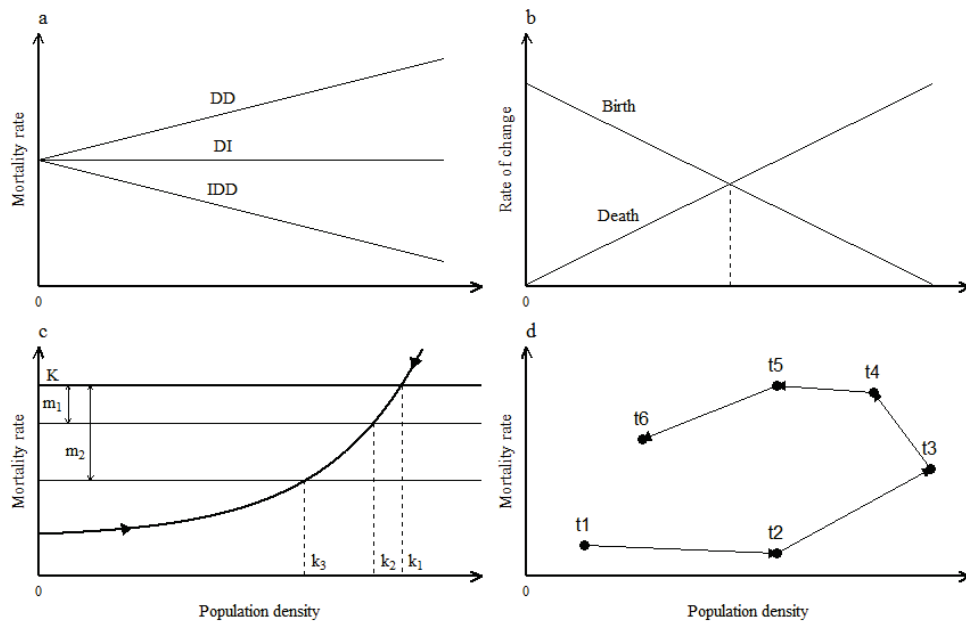 a
Mortality rate
DD
DI
IDD
0
b
Rate of change
Birth
Death
0
c
Mortality rate
K
m1
m2
k3
k2
k1
0
Population density
d
Mortality rate
t1
t2
t3
t4
t5
t6
0
Population density